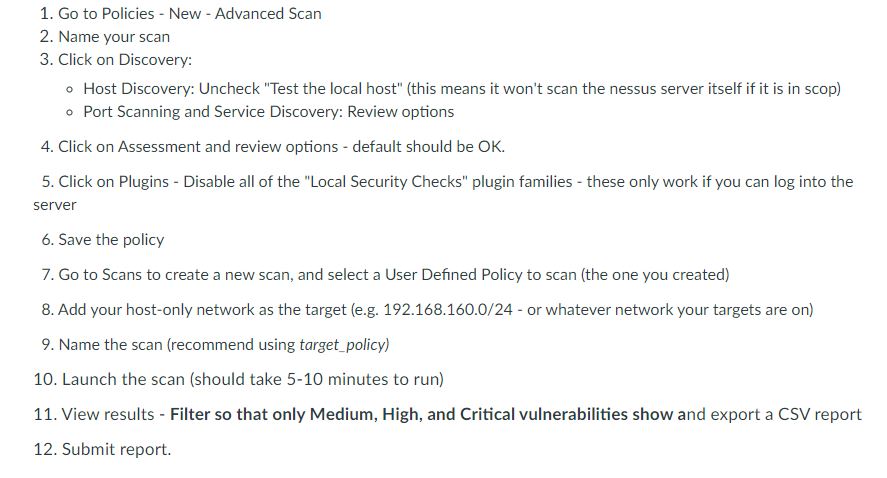 1. Go to Policies - New - Advanced Scan
2. Name your scan
3. Click on Discovery:
Host Discovery: Uncheck "Test the local host" (this means it won't scan the nessus server itself if it is in scop)
Port Scanning and Service Discovery: Review options
4. Click on Assessment and review options - default should be OK.
5. Click on Plugins - Disable all of the "Local Security Checks" plugin families - these only work if you can log into the
server
6. Save the policy
7. Go to Scans to create a new scan, and select a User Defined Policy to scan (the one you created)
8. Add your host-only network as the target (e.g. 192.168.160.0/24 - or whatever network your targets are on)
9. Name the scan (recommend using target_policy)
10. Launch the scan (should take 5-10 minutes to run)
11. View results - Filter so that only Medium, High, and Critical vulnerabilities show and export a CSV report
12. Submit report.